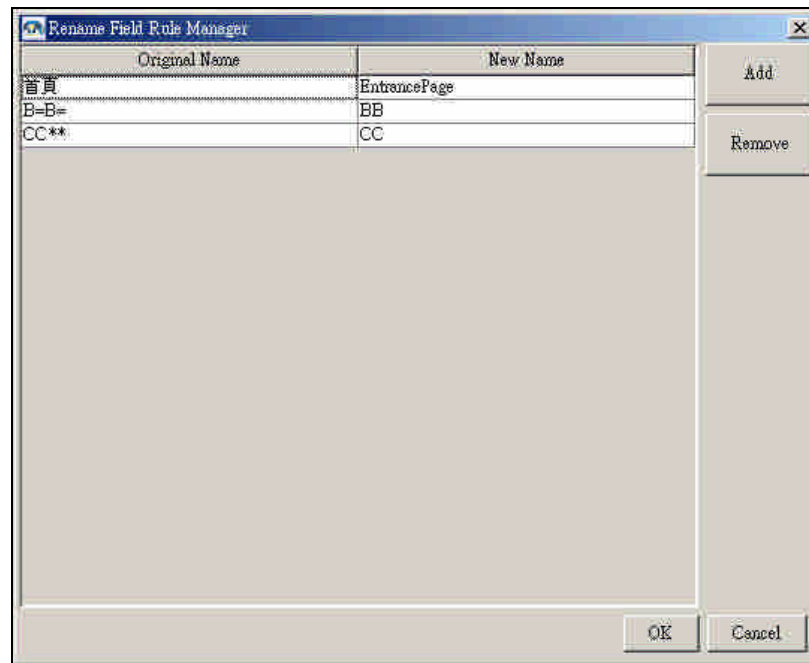 Rename Field Rule Manager
Original Name New Name
Add
首頁 EntrancePage
B=B= BB
CC** CC
Remove
OK Cancel